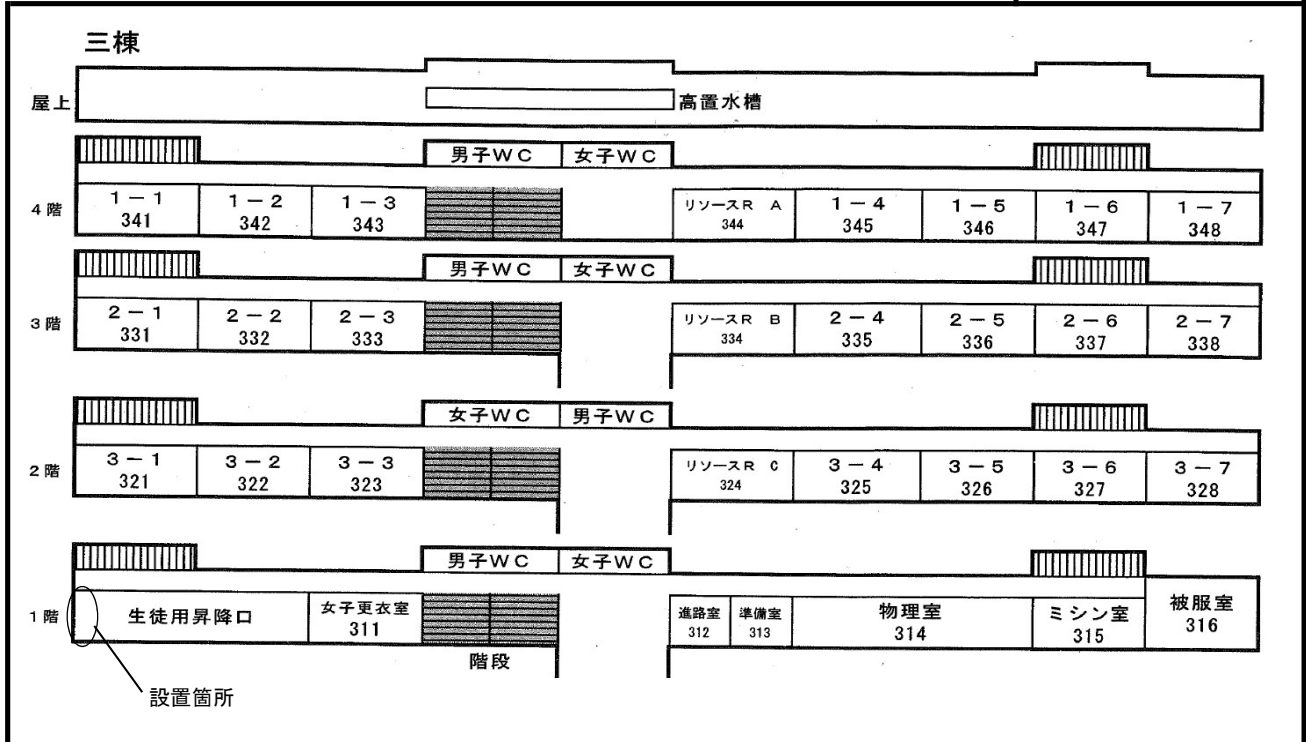 三棟
屋上
高置水槽
男子WC 女子WC
4階
1-1 1-2 1-3 リソースR A 1-4 1-5 1-6 1-7
341 342 343 344 345 346 347 348
男子WC 女子WC
3階
2-1 2-2 2-3 リソースR B 2-4 2-5 2-6 2-7
331 332 333 334 335 336 337 338
女子WC 男子WC
2階
3-1 3-2 3-3 リソースR C 3-4 3-5 3-6 3-7
321 322 323 324 325 326 327 328
男子WC 女子WC
1階
生徒用昇降口 女子更衣室 進路室 準備室 物理室 ミシン室 被服室
311 312 313 314 315 316
階段
設置箇所